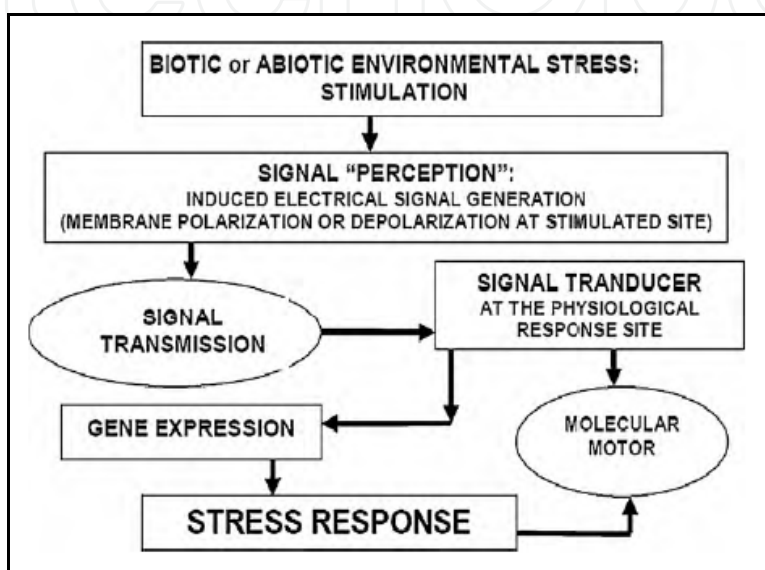 BIOTIC or ABIOTIC ENVIRONMENTAL STRESS:
STIMULATION
SIGNAL “PERCEPTION”:
INDUCED ELECTRICAL SIGNAL GENERATION
(MEMBRANE POLARIZATION OR DEPOLARIZATION AT STIMULATED SITE)
SIGNAL
TRANSMISSION
SIGNAL TRANDUCER
AT THE PHYSIOLOGICAL
RESPONSE SITE
GENE EXPRESSION
MOLECULAR
MOTOR
STRESS RESPONSE